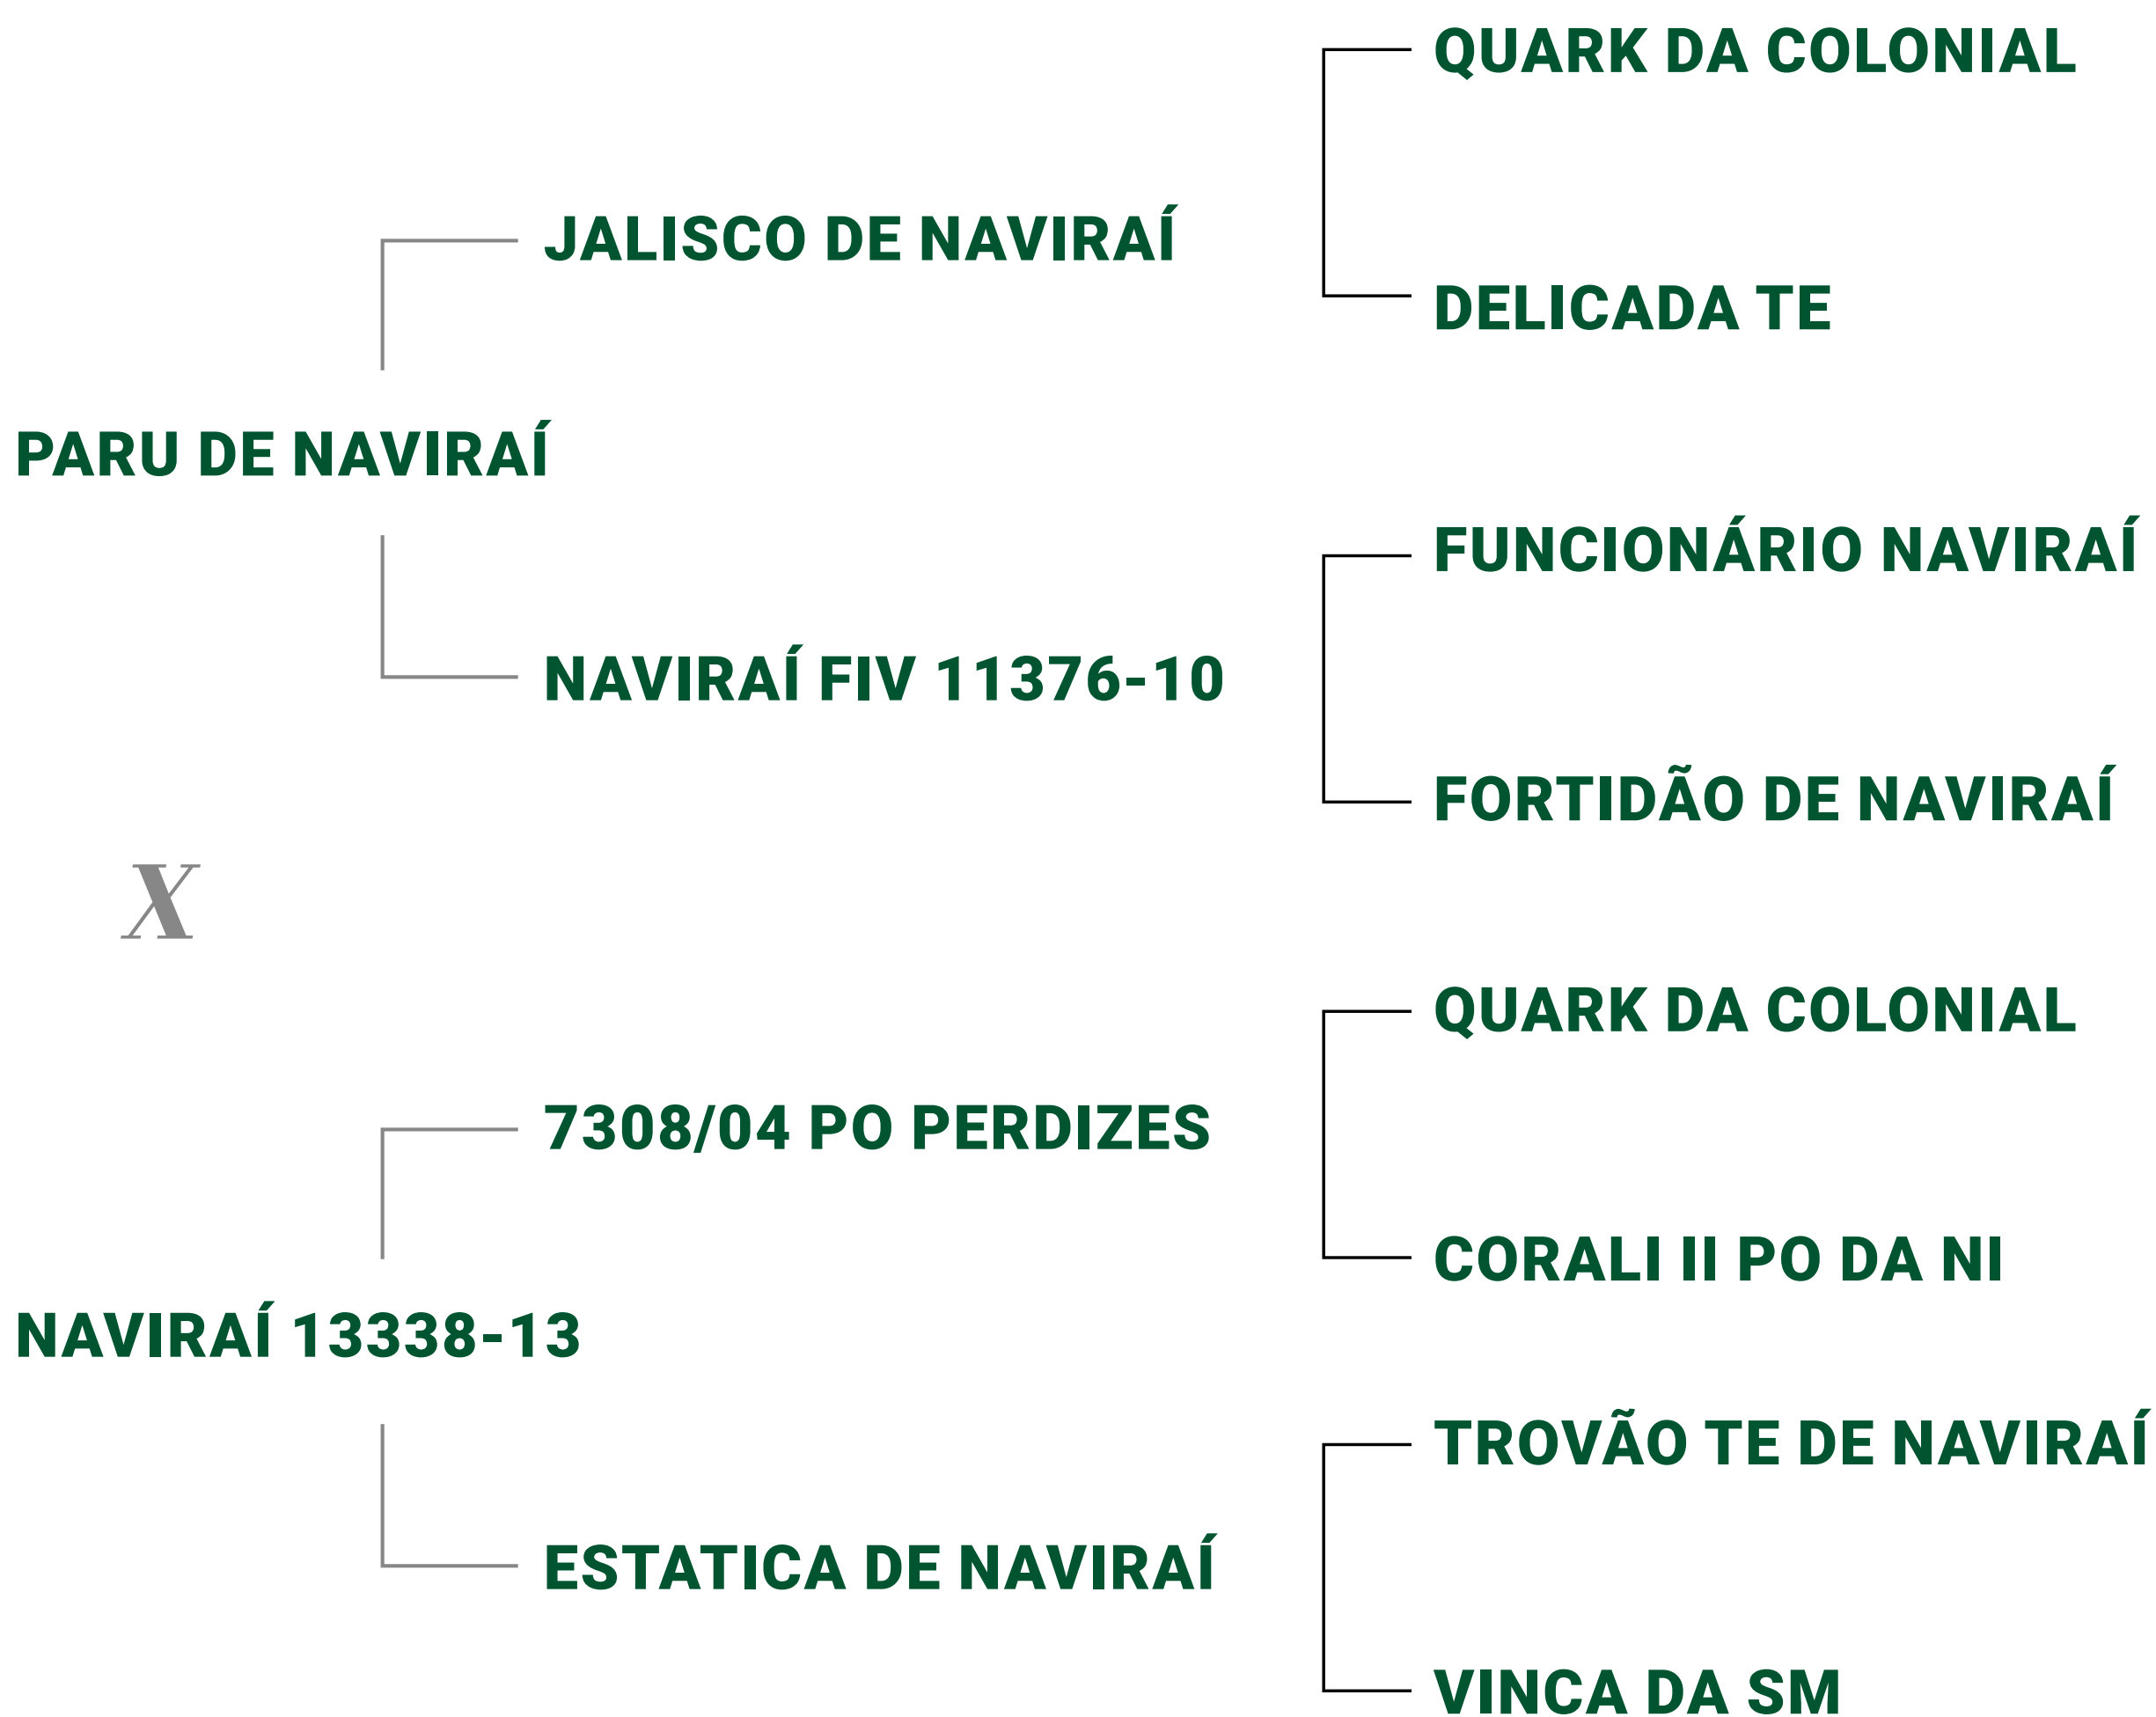 QUARK DA COLONIAL
JALISCO DE NAVIRAÍ
DELICADA TE
PARU DE NAVIRAÍ
FUNCIONÁRIO NAVIRAÍ
NAVIRAÍ FIV 11376-10
FORTIDÃO DE NAVIRAÍ
X
QUARK DA COLONIAL
7308/04 PO PERDIZES
CORALI II PO DA NI
NAVIRAÍ 13338-13
TROVÃO TE DE NAVIRAÍ
ESTATICA DE NAVIRAÍ
VINCA DA SM